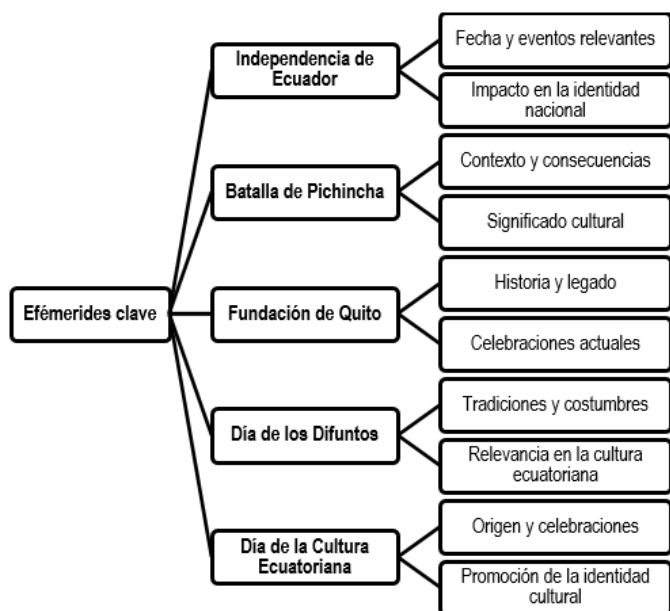 Efémerides clave
Independencia de
Ecuador
Fecha y eventos relevantes
Impacto en la identidad
nacional
Batalla de Pichincha
Contexto y consecuencias
Significado cultural
Fundación de Quito
Historia y legado
Celebraciones actuales
Día de los Difuntos
Tradiciones y costumbres
Relevancia en la cultura
ecuatoriana
Día de la Cultura
Ecuatoriana
Origen y celebraciones
Promoción de la identidad
cultural